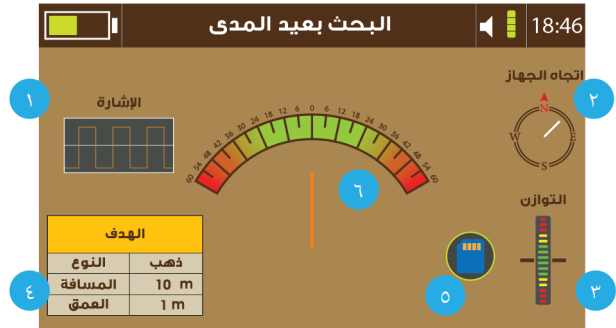 البحث بعيد المدى
18:46
١
الإشارة
اتجاه الجهاز
٢
N
W E
S
60 54 48 42 36 30 24 18 12 6 0 6 12 18 24 30 36 42 48 54 60
٦
التوازن
الهدف
النوع ذهب
المسافة 10 m
العمق 1 m
٤
٥
٣